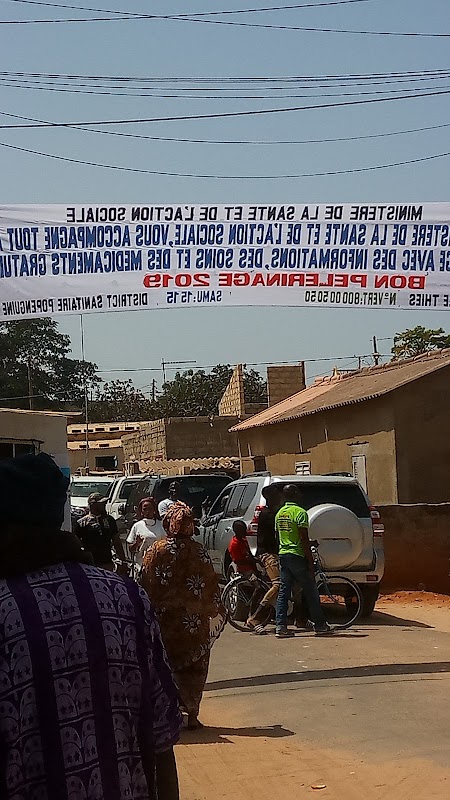 MINISTERE DE LA SANTE ET DE L'ACTION SOCIALE
ISTERE DE LA SANTE ET DE L'ACTION SOCIALE, VOUS ACCOMPAGNE TOUT
AVEC DES INFORMATIONS, DES SOINS ET DES MEDICAMENTS GRATUI
BON PELERINAGE 2019
E THIES N°VERT:800 00 50 50 SAMU:15 15 DISTRICT SANITAIRE POPENGUINE